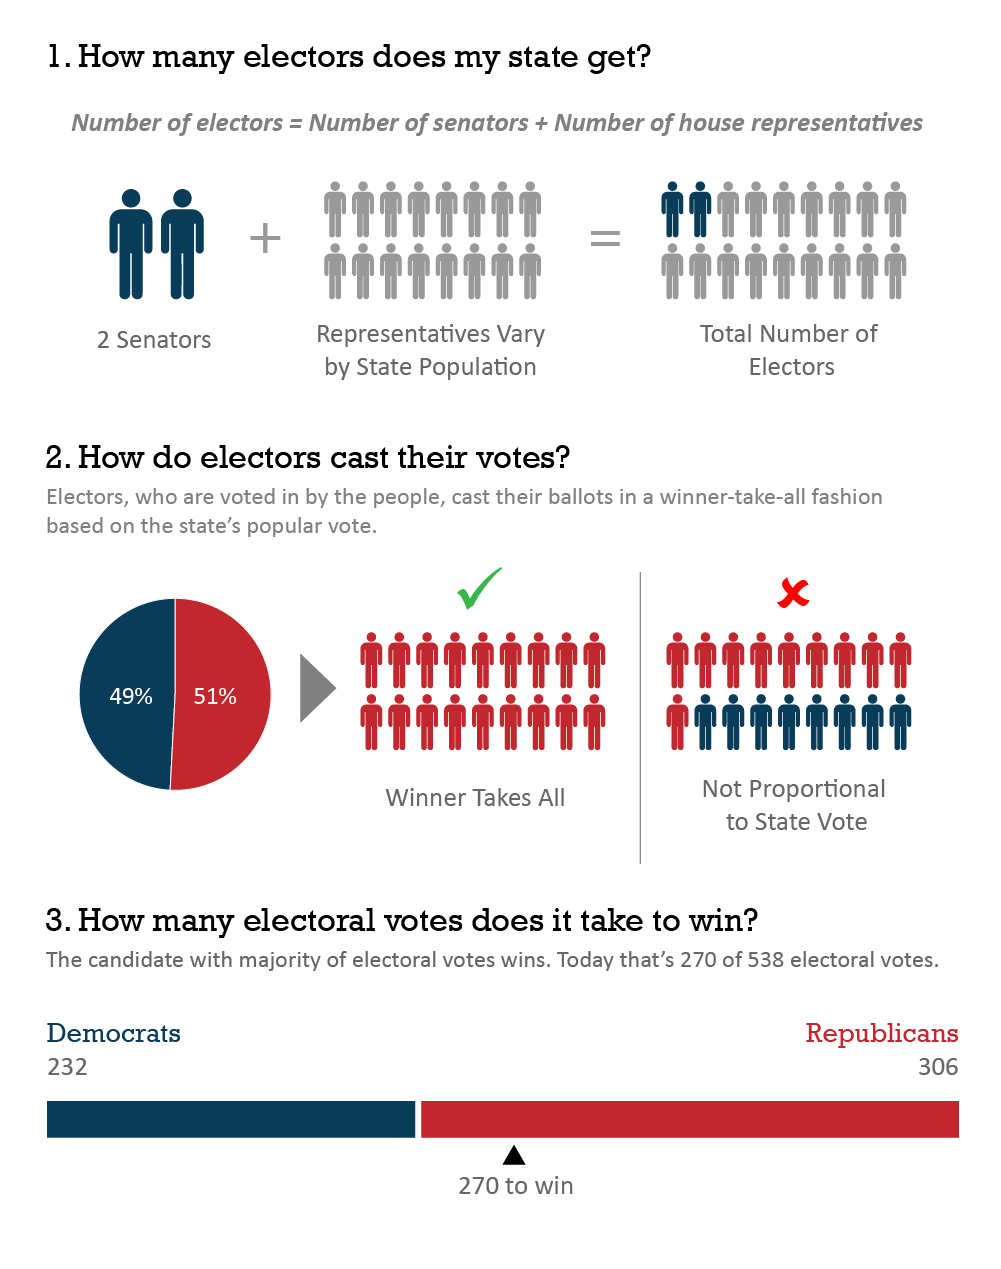 1. How many electors does my state get?
Number of electors = Number of senators + Number of house representatives
+
=
2 Senators
Representatives Vary
by State Population
Total Number of
Electors
2. How do electors cast their votes?
Electors, who are voted in by the people, cast their ballots in a winner-take-all fashion
based on the state's popular vote.
49%
51%
Winner Takes All
Not Proportional
to State Vote
3. How many electoral votes does it take to win?
The candidate with majority of electoral votes wins. Today that's 270 of 538 electoral votes.
Democrats
232
Republicans
306
270 to win